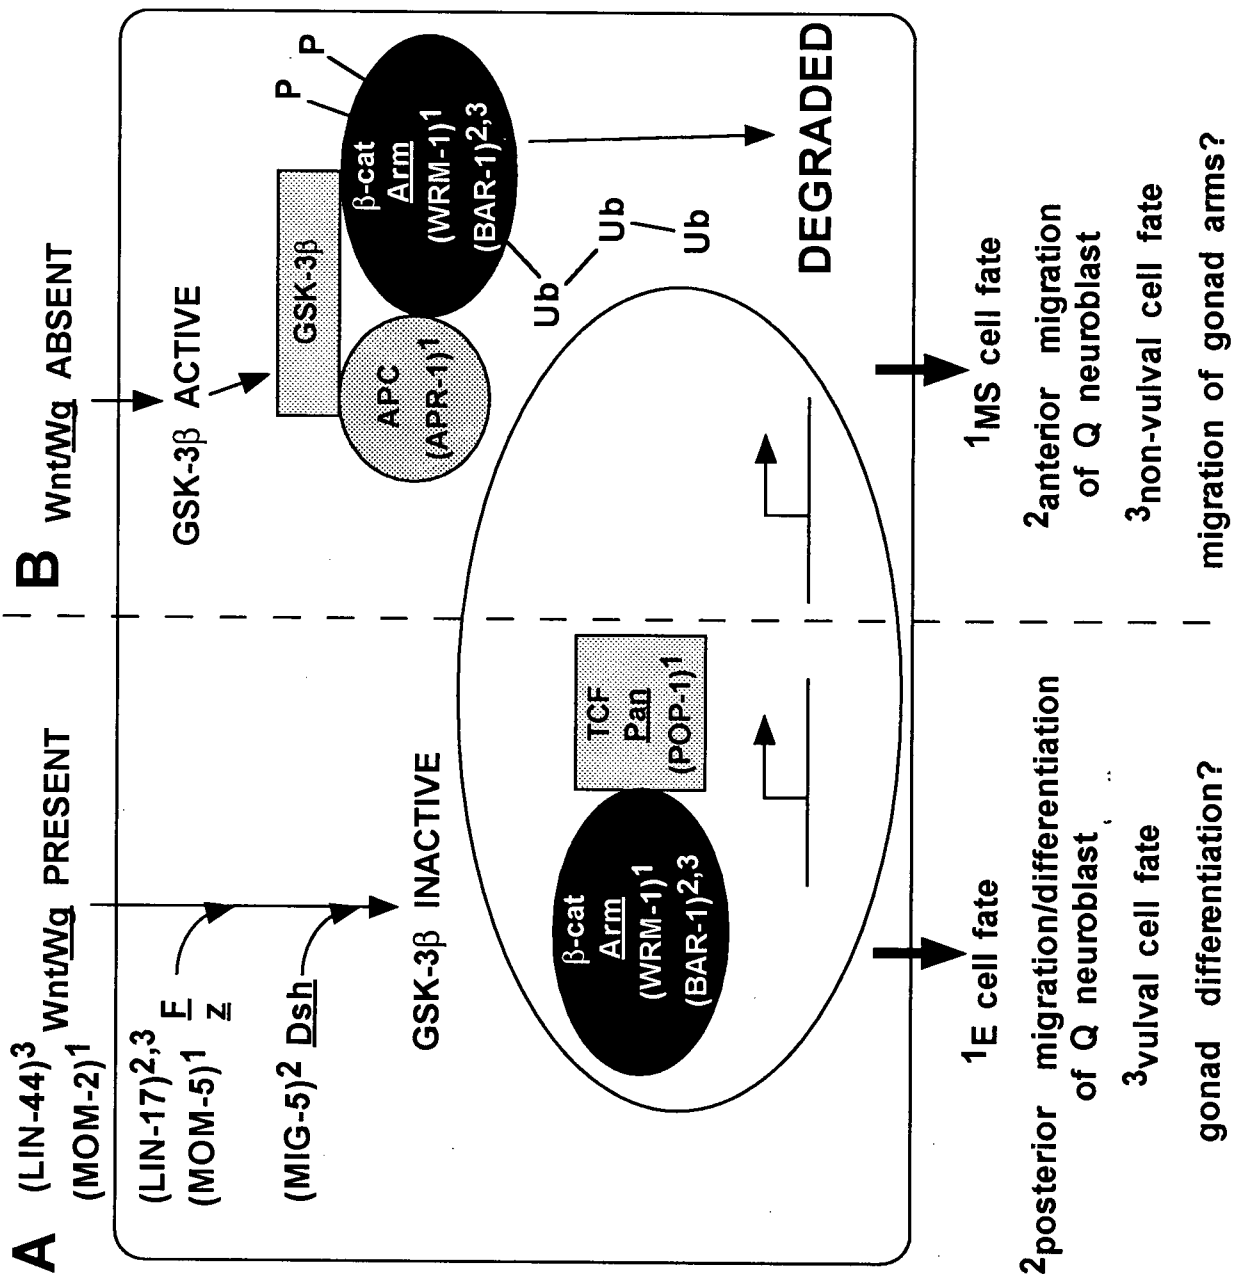 A
(LIN-44)3
(MOM-2)1
Wnt/Wg PRESENT
(LIN-17)2,3
(MOM-5)1
F
z
(MIG-5)2 Dsh
GSK-3β INACTIVE
β-cat
Arm
(WRM-1)1
(BAR-1)2,3
TCF
Pan
(POP-1)1
1E cell fate
2posterior migration/differentiation
of Q neuroblast
3vulval cell fate
gonad differentiation?
B
Wnt/Wg ABSENT
GSK-3β ACTIVE
GSK-3β
APC
(APR-1)1
β-cat
Arm
(WRM-1)1
(BAR-1)2,3
P
P
Ub
Ub
Ub
DEGRADED
1MS cell fate
2anterior migration
of Q neuroblast
3non-vulval cell fate
migration of gonad arms?